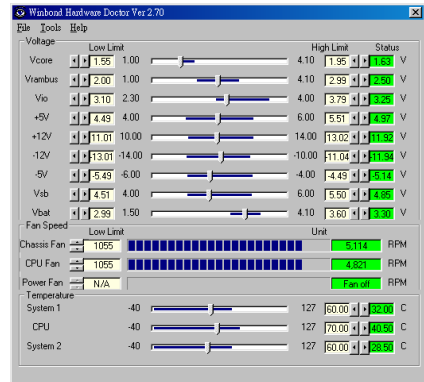 Winbond Hardware Doctor Ver 2.70
File Tools Help
Voltage Low Limit High Limit Status
Vcore 1.55 1.00 4.10 1.95 1.63 V
Vrambus 2.00 1.00 4.10 2.99 2.50 V
Vio 3.10 2.30 4.00 3.79 3.25 V
+5V 4.49 4.00 6.00 5.51 4.97 V
+12V 11.01 10.00 14.00 13.02 11.92 V
-12V -13.01 -14.00 -10.00 -11.04 -11.94 V
-5V -5.49 -6.00 -4.00 -4.49 -5.14 V
Vsb 4.51 4.00 6.00 5.50 4.85 V
Vbat 2.99 1.50 4.10 3.60 3.30 V
Fan Speed Low Limit Unit
Chassis Fan 1055 5,114 RPM
CPU Fan 1055 4,821 RPM
Power Fan N/A Fan off RPM
Temperature
System 1 -40 127 60.00 32.00 C
CPU -40 127 70.00 40.50 C
System 2 -40 127 60.00 28.50 C